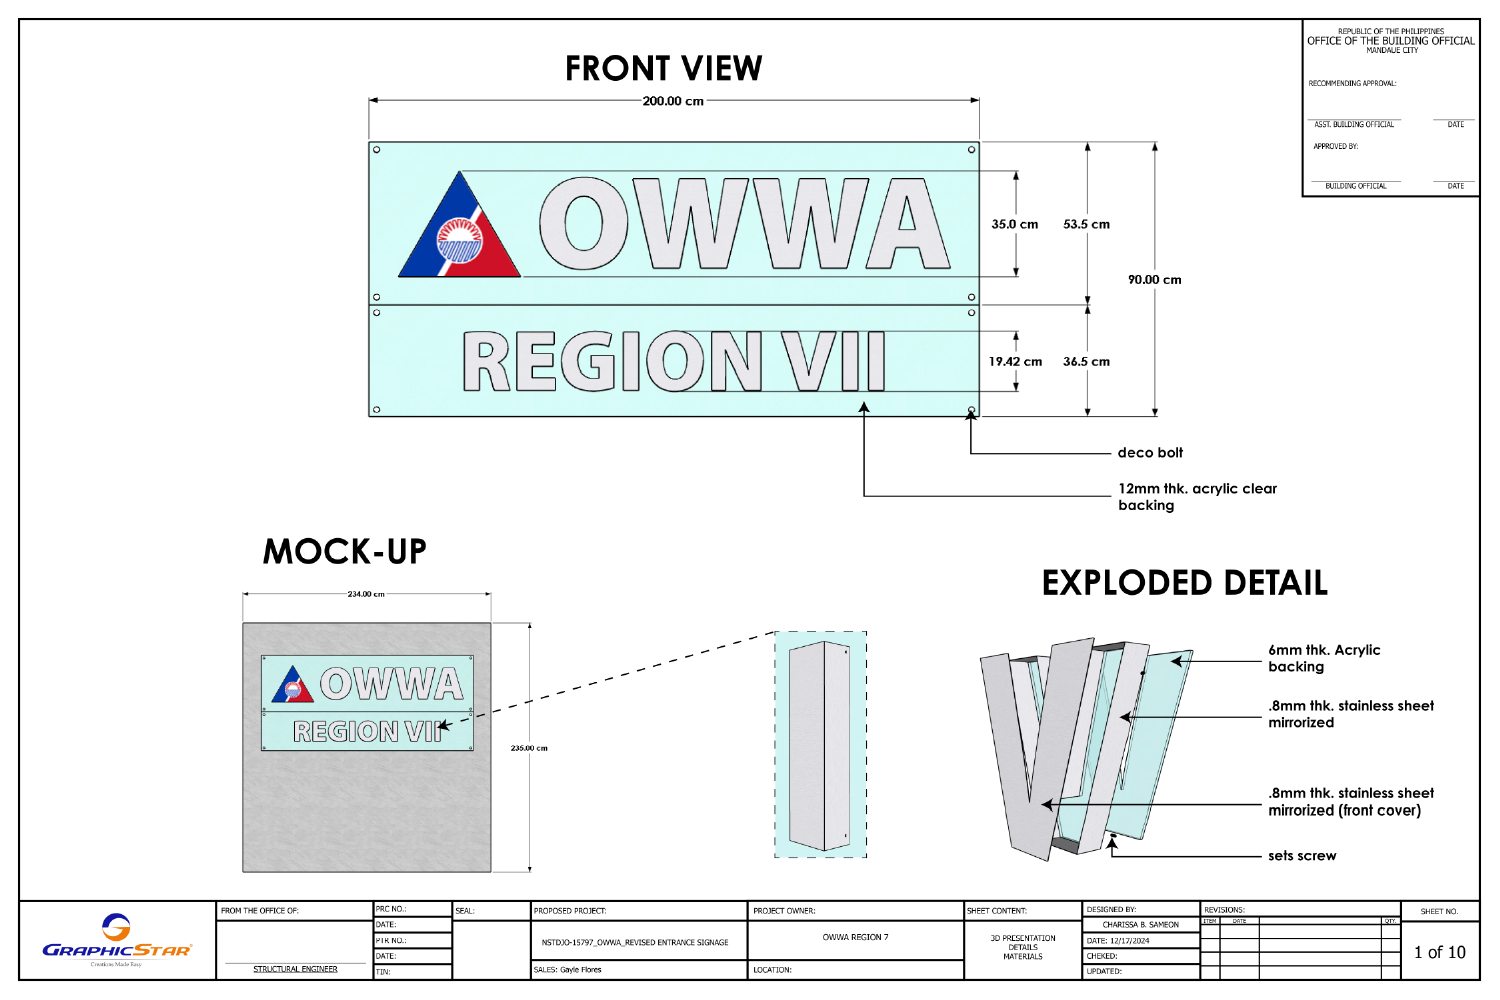 REPUBLIC OF THE PHILIPPINES
OFFICE OF THE BUILDING OFFICIAL
MANDAUE CITY
RECOMMENDING APPROVAL:
ASST. BUILDING OFFICIAL
DATE
APPROVED BY:
BUILDING OFFICIAL
DATE
FRONT VIEW
200.00 cm
OWWA
35.0 cm
53.5 cm
90.00 cm
REGION VII
19.42 cm
36.5 cm
deco bolt
12mm thk. acrylic clear
backing
MOCK-UP
234.00 cm
OWWA
REGION VII
235.00 cm
EXPLODED DETAIL
6mm thk. Acrylic
backing
.8mm thk. stainless sheet
mirrorized
.8mm thk. stainless sheet
mirrorized (front cover)
sets screw
GRAPHICSTAR
Creations Made Easy
FROM THE OFFICE OF:
STRUCTURAL ENGINEER
PRC NO.:
DATE:
PTR NO.:
DATE:
TIN:
SEAL:
PROPOSED PROJECT:
NSTDJO-15797_OWWA_REVISED ENTRANCE SIGNAGE
SALES: Gayle Flores
PROJECT OWNER:
OWWA REGION 7
LOCATION:
SHEET CONTENT:
3D PRESENTATION
DETAILS
MATERIALS
DESIGNED BY:
CHARISSA B. SAMEON
DATE: 12/17/2024
CHEKED:
UPDATED:
REVISIONS:
ITEM DATE QTY.
SHEET NO.
1 of 10